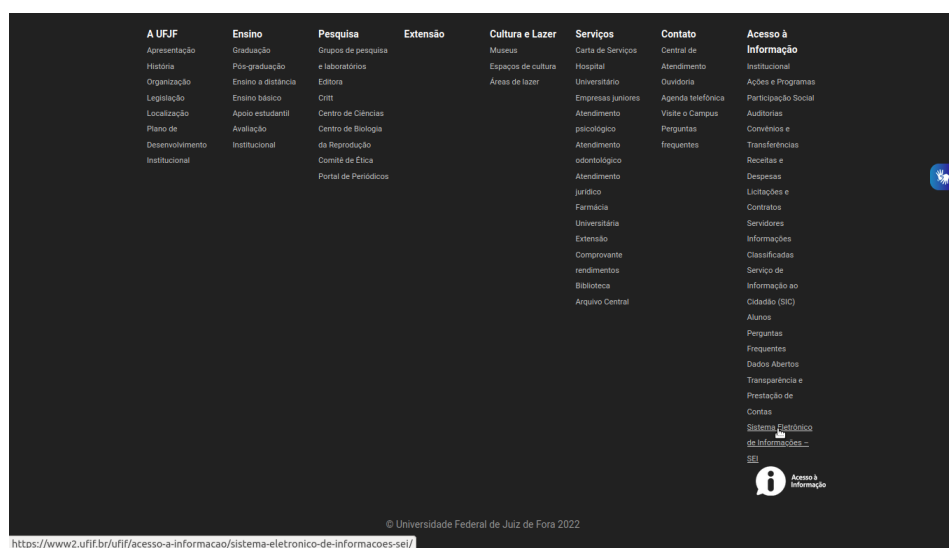 A UFJF
Apresentação
História
Organização
Legislação
Localização
Plano de
Desenvolvimento
Institucional
Ensino
Graduação
Pós-graduação
Ensino a distância
Ensino básico
Apoio estudantil
Avaliação
Institucional
Pesquisa
Grupos de pesquisa
e laboratórios
Editora
Critt
Centro de Ciências
Centro de Biologia
da Reprodução
Comitê de Ética
Portal de Periódicos
Extensão
Cultura e Lazer
Museus
Espaços de cultura
Áreas de lazer
Serviços
Carta de Serviços
Hospital
Universitário
Empresas juniores
Atendimento
psicológico
Atendimento
odontológico
Atendimento
jurídico
Farmácia
Universitária
Extensão
Comprovante
rendimentos
Biblioteca
Arquivo Central
Contato
Central de
Atendimento
Ouvidoria
Agenda telefônica
Visite o Campus
Perguntas
frequentes
Acesso à
Informação
Institucional
Ações e Programas
Participação Social
Auditorias
Convênios e
Transferências
Receitas e
Despesas
Licitações e
Contratos
Servidores
Informações
Classificadas
Serviço de
Informação ao
Cidadão (SIC)
Alunos
Perguntas
Frequentes
Dados Abertos
Transparência e
Prestação de
Contas
Sistema Eletrônico
de Informações –
SEI
Acesso à
Informação
© Universidade Federal de Juiz de Fora 2022
https://www2.ufjf.br/ufjf/acesso-a-informacao/sistema-eletronico-de-informacoes-sei/